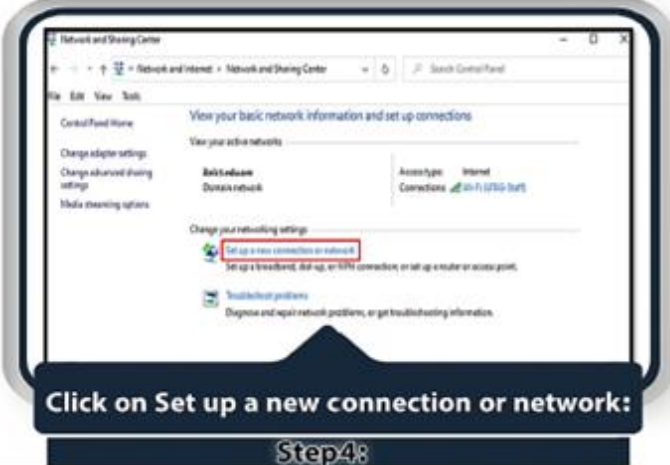 Network and Sharing Center
Network and Internet › Network and Sharing Center
Search Control Panel
File Edit View Tools
Control Panel Home
Change adapter settings
Change advanced sharing
settings
Media streaming options
View your basic network information and set up connections
View your active networks
Domain network
Access type: Internet
Connections:
Change your networking settings
Set up a new connection or network
Set up a broadband, dial-up, or VPN connection; or set up a router or access point.
Troubleshoot problems
Diagnose and repair network problems, or get troubleshooting information.
Click on Set up a new connection or network:
Step4: